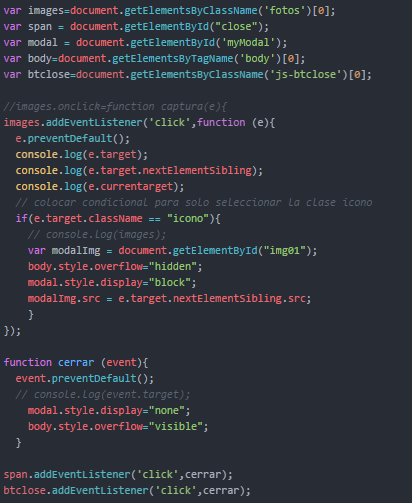 var images=document.getElementsByClassName('fotos')[0];
var span = document.getElementById("close");
var modal = document.getElementById('myModal');
var body=document.getElementsByTagName('body')[0];
var btclose=document.getElementsByClassName('js-btclose')[0];
//images.onclick=function captura(e){
images.addEventListener('click',function (e){
e.preventDefault();
console.log(e.target);
console.log(e.target.nextElementSibling);
console.log(e.currentarget);
// colocar condicional para solo seleccionar la clase icono
if(e.target.className == "icono"){
// console.log(images);
var modalImg = document.getElementById("img01");
body.style.overflow="hidden";
modal.style.display="block";
modalImg.src = e.target.nextElementSibling.src;
}
});
function cerrar (event){
event.preventDefault();
// console.log(event.target);
modal.style.display="none";
body.style.overflow="visible";
}
span.addEventListener('click',cerrar);
btclose.addEventListener('click',cerrar);